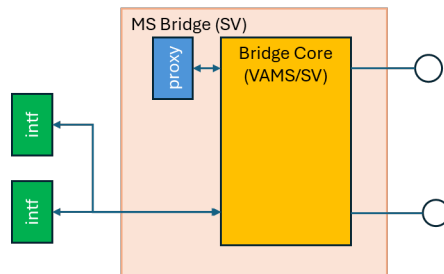 MS Bridge (SV)
proxy
Bridge Core
(VAMS/SV)
intf
intf